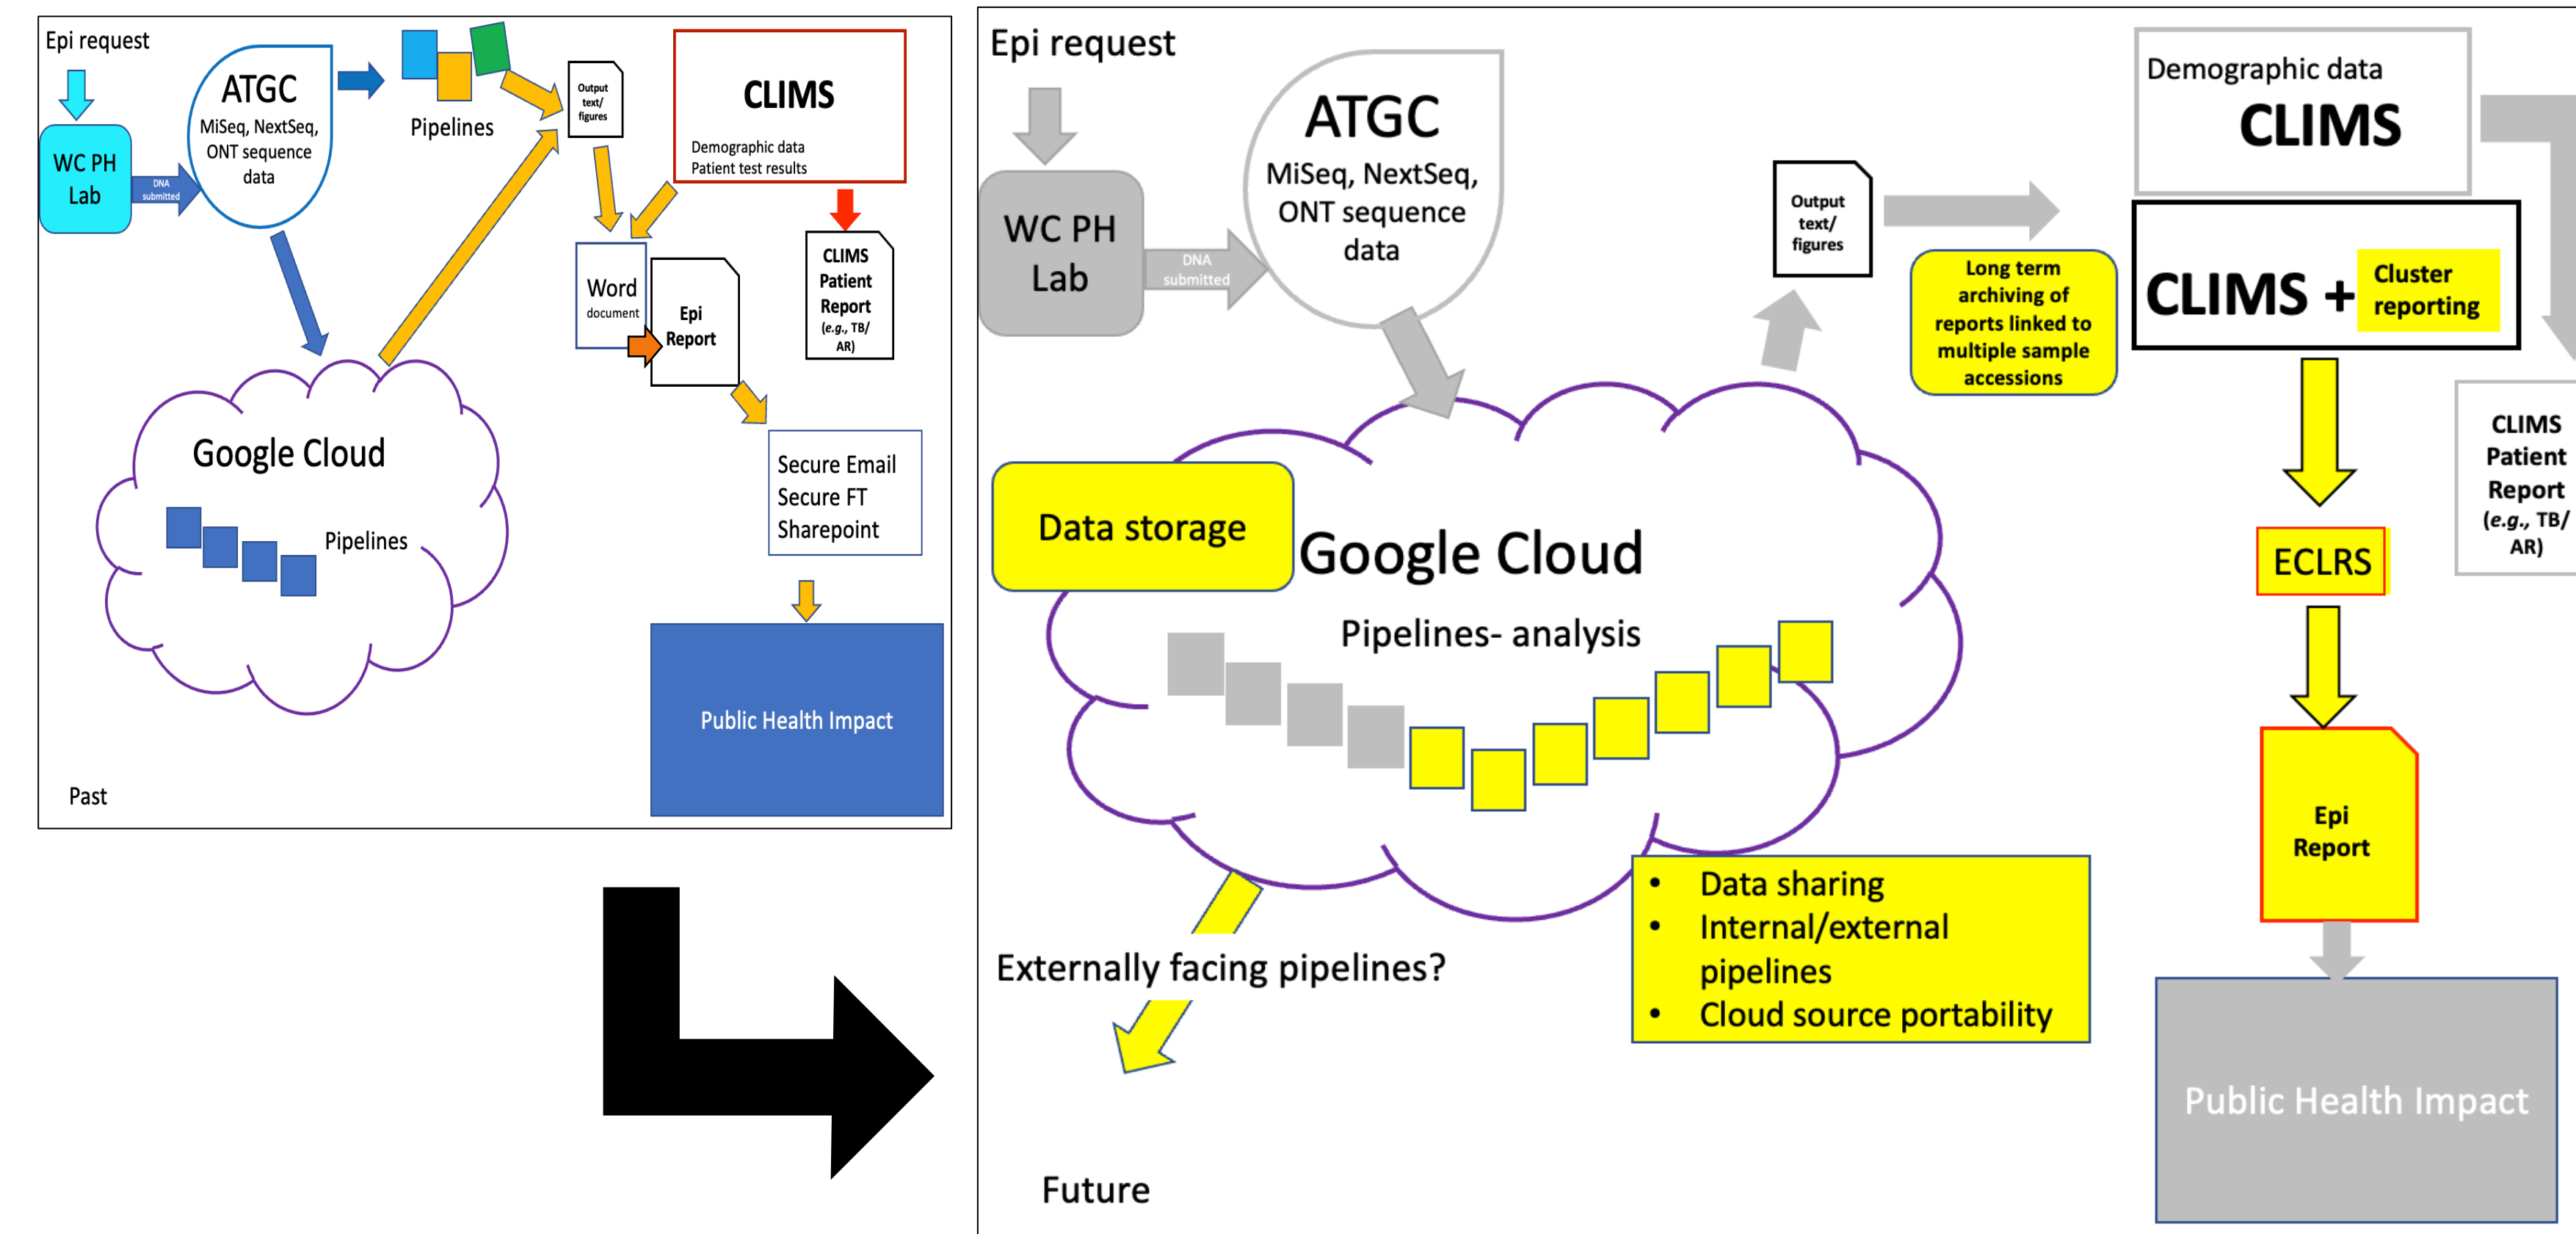 Epi request
WC PH
Lab
DNA
submitted
ATGC
MiSeq, NextSeq,
ONT sequence
data
Pipelines
Output
text/
figures
CLIMS
Demographic data
Patient test results
Word
document
Epi
Report
CLIMS
Patient
Report
(e.g., TB/
AR)
Google Cloud
Pipelines
Secure Email
Secure FT
Sharepoint
Public Health Impact
Past
Epi request
WC PH
Lab
DNA
submitted
ATGC
MiSeq, NextSeq,
ONT sequence
data
Output
text/
figures
Long term
archiving of
reports linked to
multiple sample
accessions
Demographic data
CLIMS
CLIMS +
Cluster
reporting
CLIMS
Patient
Report
(e.g., TB/
AR)
ECLRS
Epi
Report
Public Health Impact
Data storage
Google Cloud
Pipelines- analysis
• Data sharing
• Internal/external
pipelines
• Cloud source portability
Externally facing pipelines?
Future